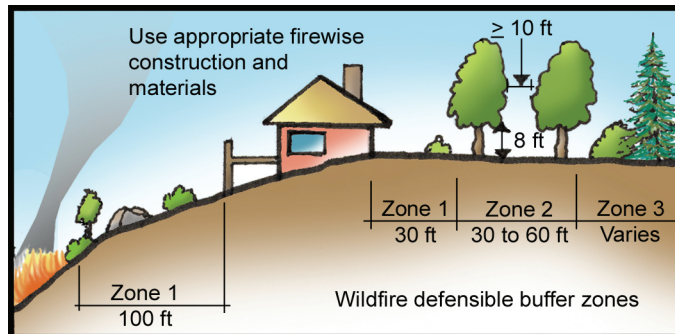 Use appropriate firewise
construction and
materials
≥ 10 ft
8 ft
Zone 1
30 ft
Zone 2
30 to 60 ft
Zone 3
Varies
Zone 1
100 ft
Wildfire defensible buffer zones